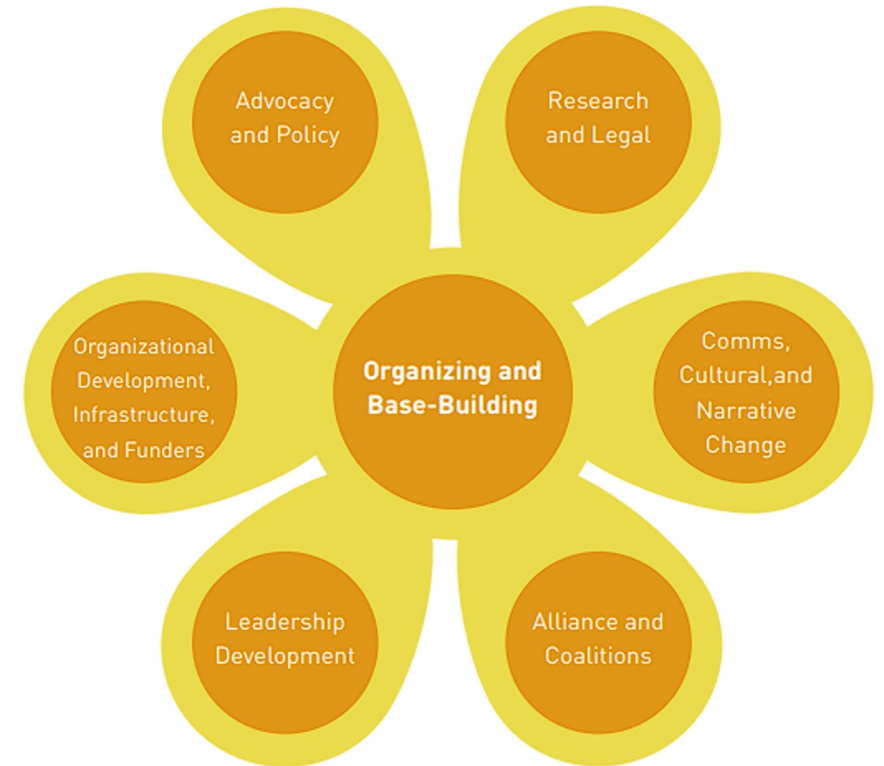 Advocacy
and Policy
Research
and Legal
Organizational
Development,
Infrastructure,
and Funders
Organizing and
Base-Building
Comms,
Cultural,and
Narrative
Change
Leadership
Development
Alliance and
Coalitions